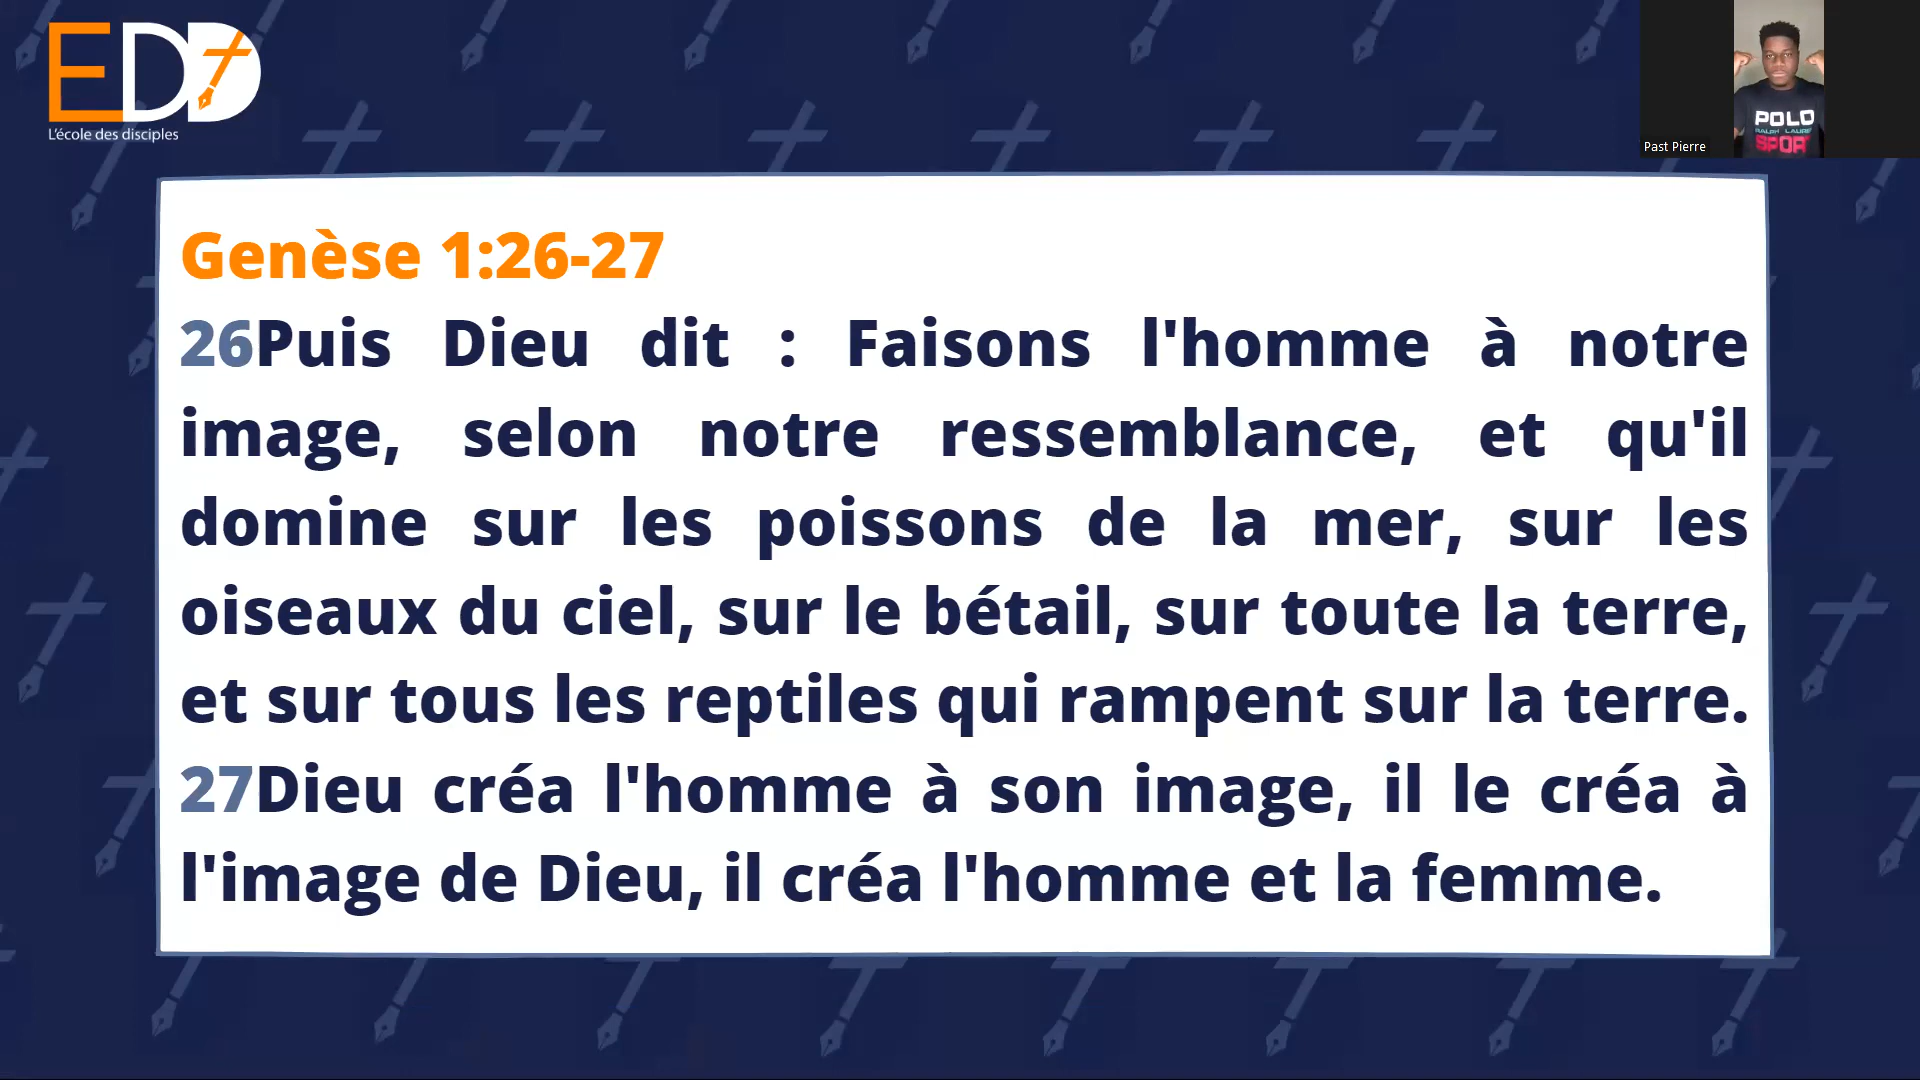 EDD
L'école des disciples
POLO
RALPH LAUREN
SPORT
Past Pierre
Genèse 1:26-27
26Puis Dieu dit : Faisons l'homme à notre
image, selon notre ressemblance, et qu'il
domine sur les poissons de la mer, sur les
oiseaux du ciel, sur le bétail, sur toute la terre,
et sur tous les reptiles qui rampent sur la terre.
27Dieu créa l'homme à son image, il le créa à
l'image de Dieu, il créa l'homme et la femme.